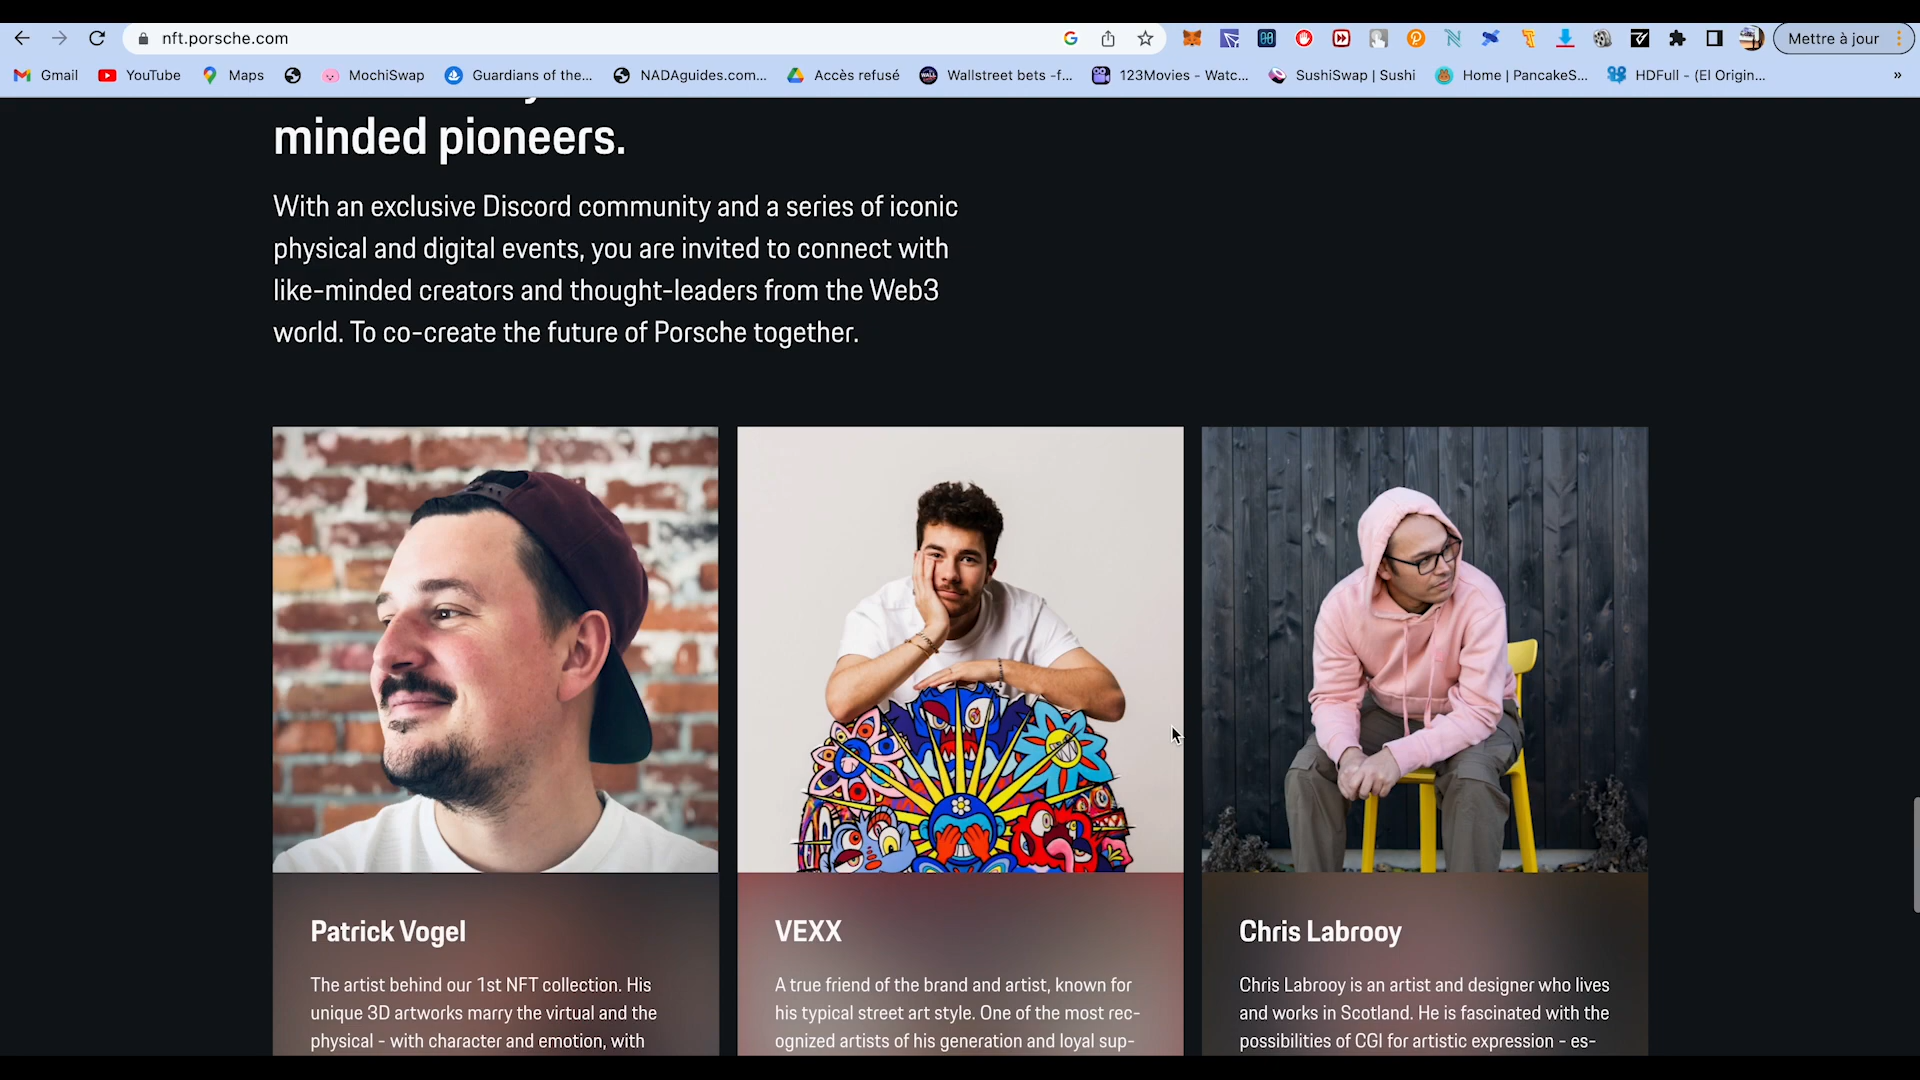 nft.porsche.com
Mettre à jour
Gmail
YouTube
Maps
MochiSwap
Guardians of the...
NADAguides.com...
Accès refusé
Wallstreet bets -f...
123Movies - Watc...
SushiSwap | Sushi
Home | PancakeS...
HDFull - (El Origin...
»
minded pioneers.
With an exclusive Discord community and a series of iconic
physical and digital events, you are invited to connect with
like-minded creators and thought-leaders from the Web3
world. To co-create the future of Porsche together.
Patrick Vogel
The artist behind our 1st NFT collection. His
unique 3D artworks marry the virtual and the
physical - with character and emotion, with
VEXX
A true friend of the brand and artist, known for
his typical street art style. One of the most rec-
ognized artists of his generation and loyal sup-
Chris Labrooy
Chris Labrooy is an artist and designer who lives
and works in Scotland. He is fascinated with the
possibilities of CGI for artistic expression - es-